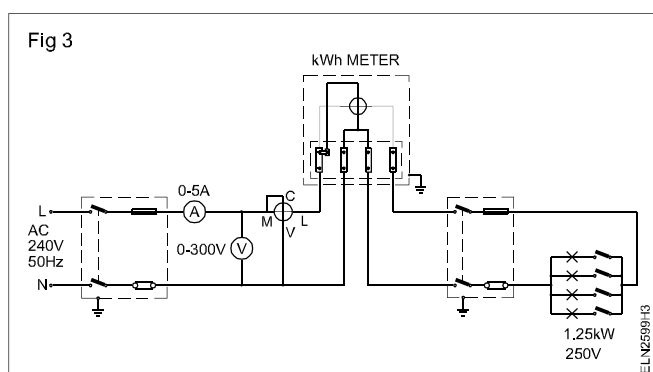 Fig 3
kWh METER
0-5A
L
A
C
M
L
V
AC
240V
50Hz
0-300V
V
N
1.25kW
250V
ELN2599H3